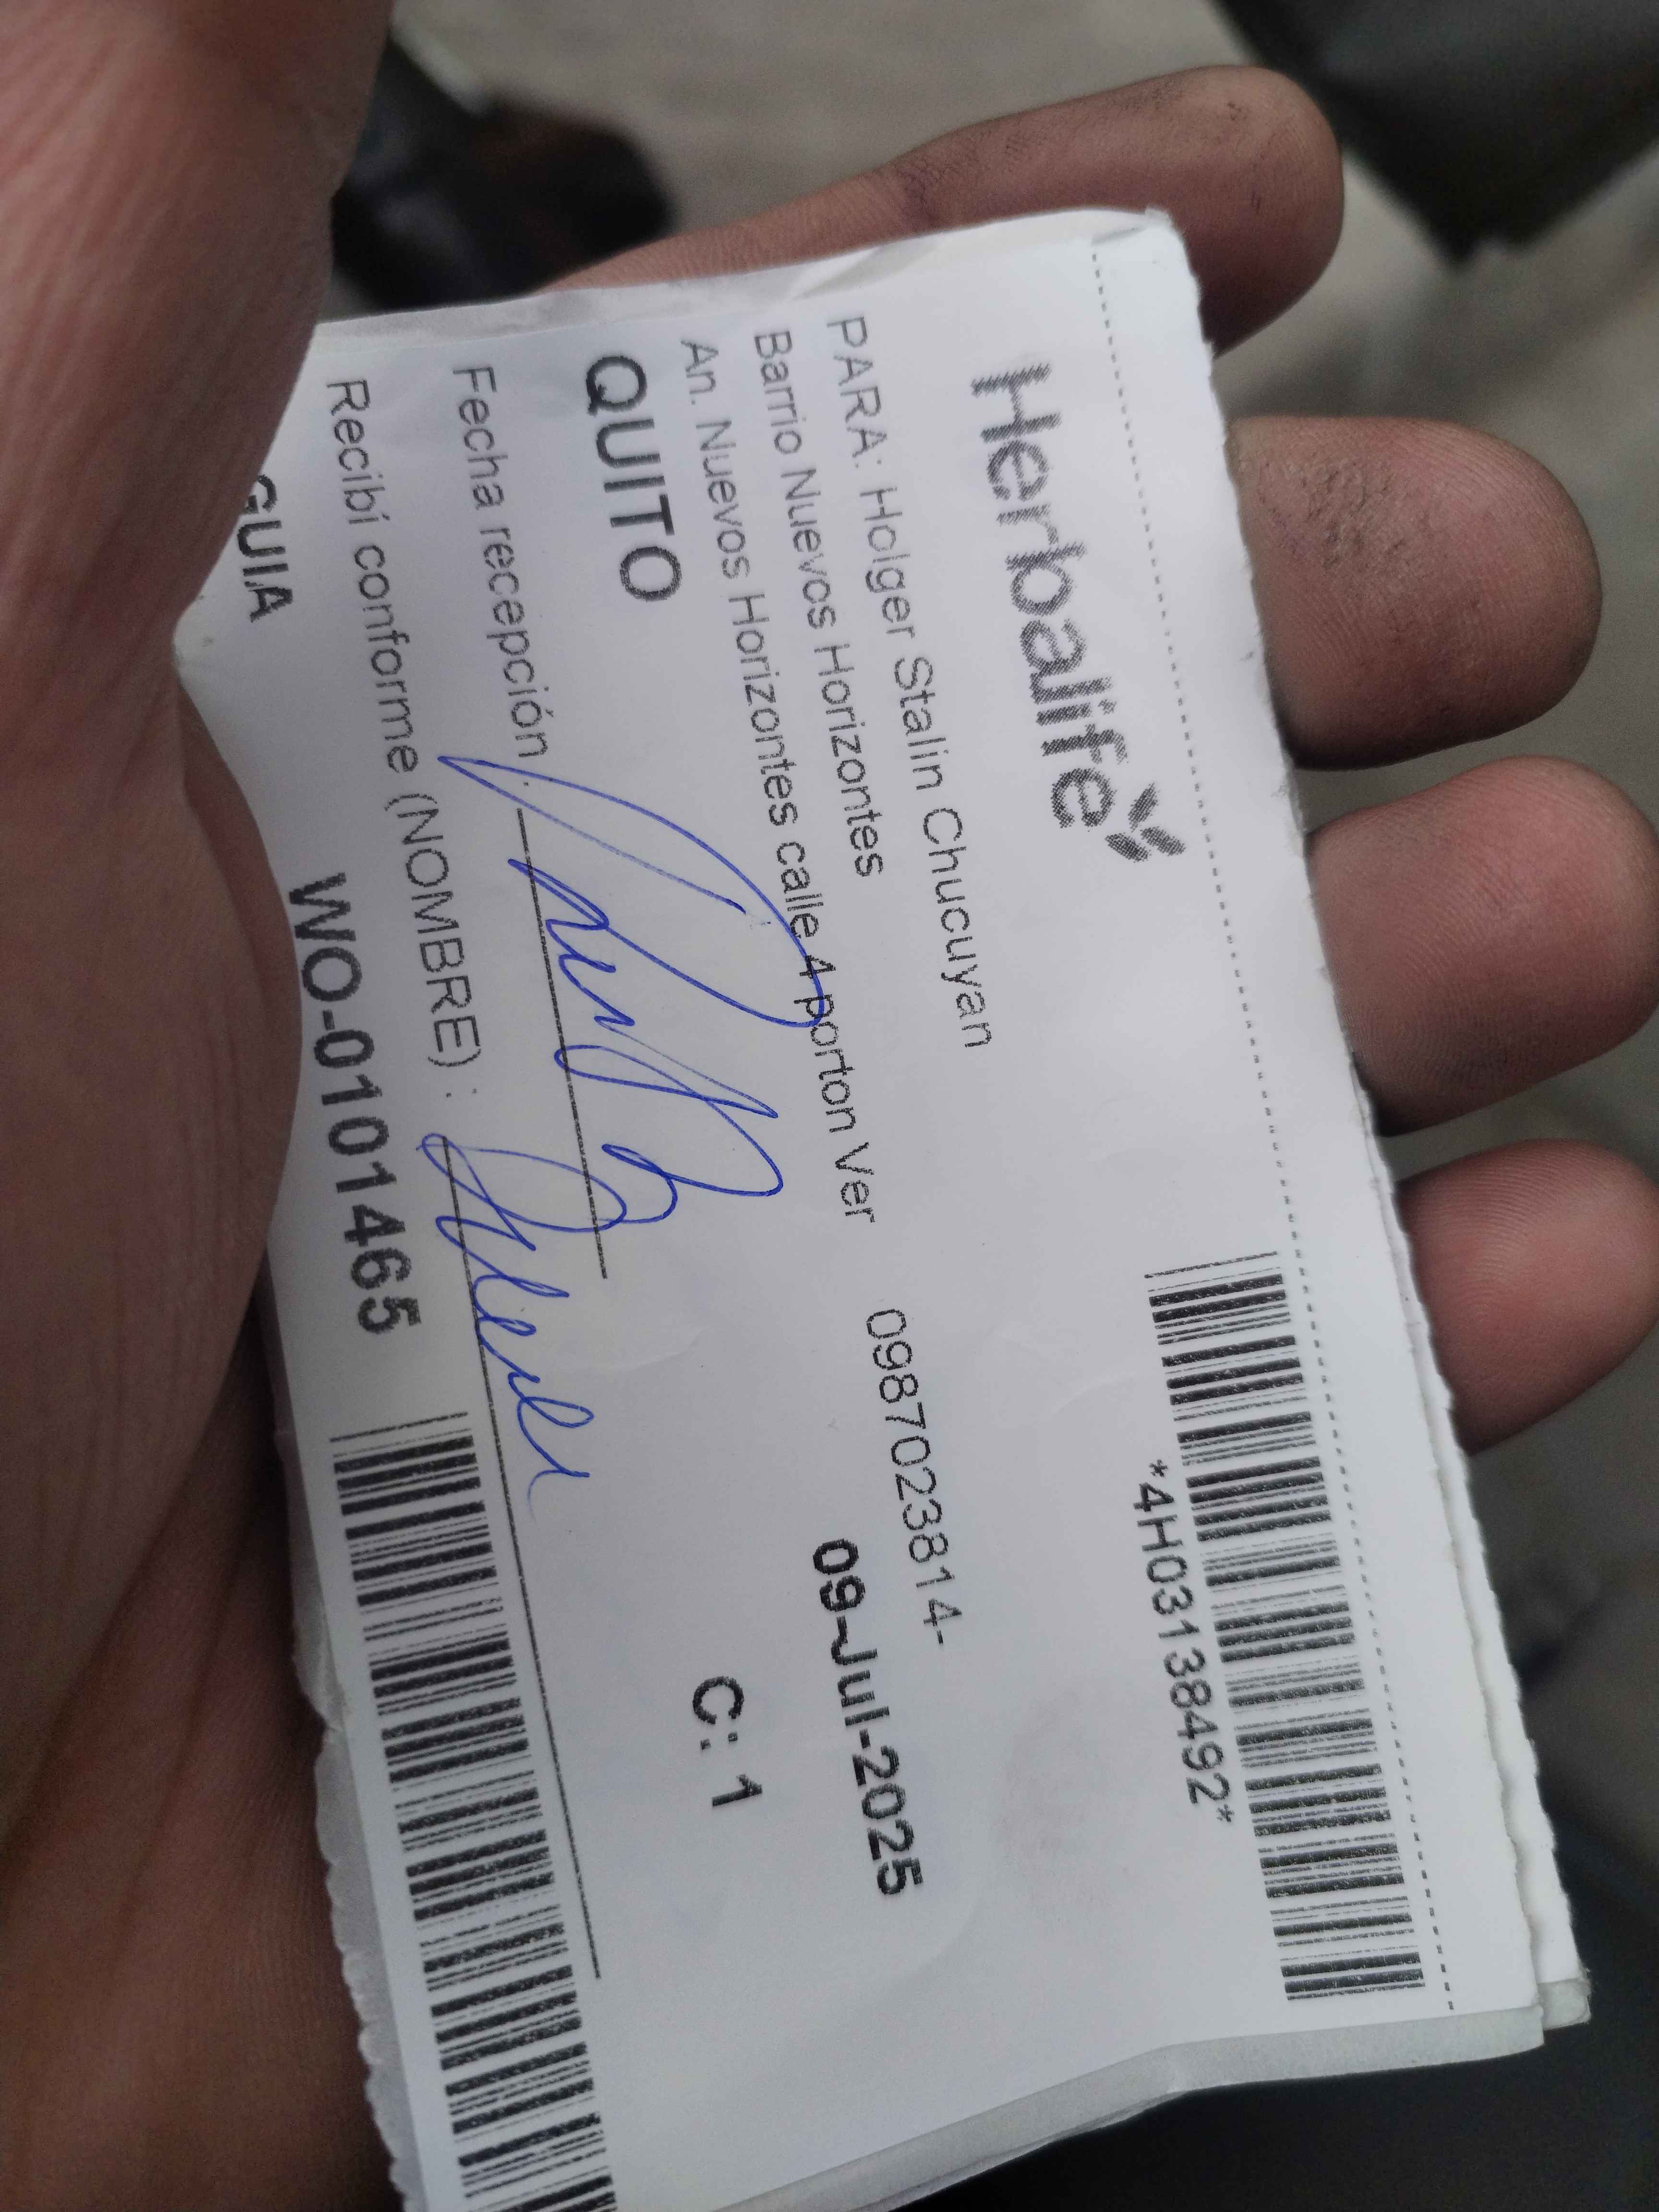 Herbalife
*4H03138492*
PARA: Holger Stalin Chucuyan
Barrio Nuevos Horizontes
0987023814-
An. Nuevos Horizontes calle 4 porton Ver
09-Jul-2025
QUITO
C: 1
Fecha recepción
Recibí conforme (NOMBRE) :
GUIA WO-0101465